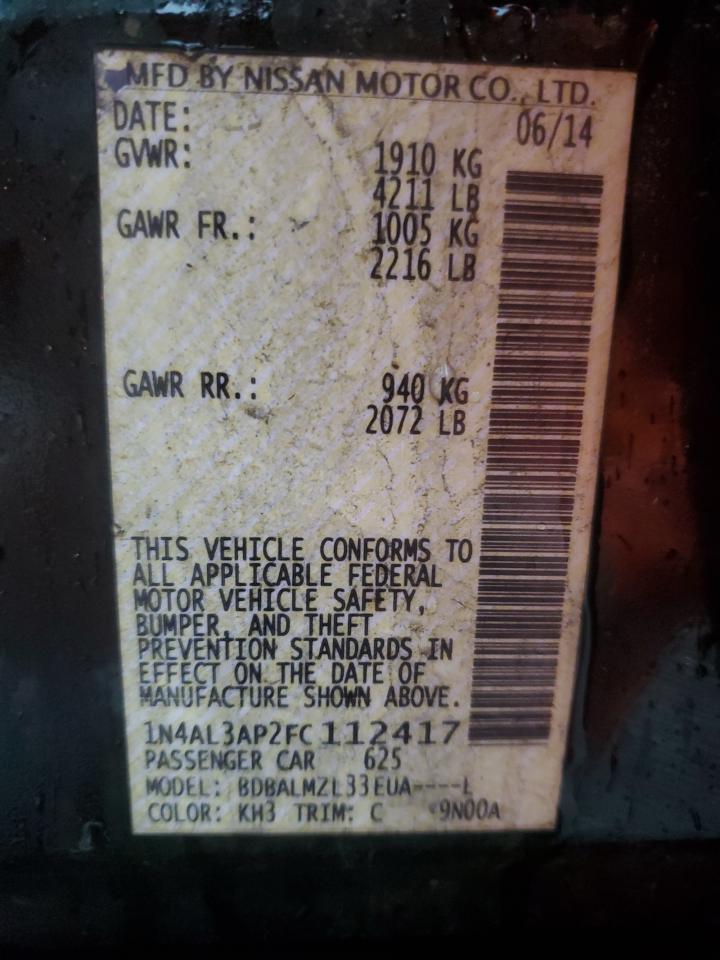 MFD BY NISSAN MOTOR CO., LTD.
DATE: 06/14
GVWR: 1910 KG
4211 LB
GAWR FR.: 1005 KG
2216 LB
GAWR RR.: 940 KG
2072 LB
THIS VEHICLE CONFORMS TO
ALL APPLICABLE FEDERAL
MOTOR VEHICLE SAFETY,
BUMPER, AND THEFT
PREVENTION STANDARDS IN
EFFECT ON THE DATE OF
MANUFACTURE SHOWN ABOVE.
1N4AL3AP2FC112417
PASSENGER CAR 625
MODEL: BDBALMZL33EUA----L
COLOR: KH3 TRIM: C 9N00A